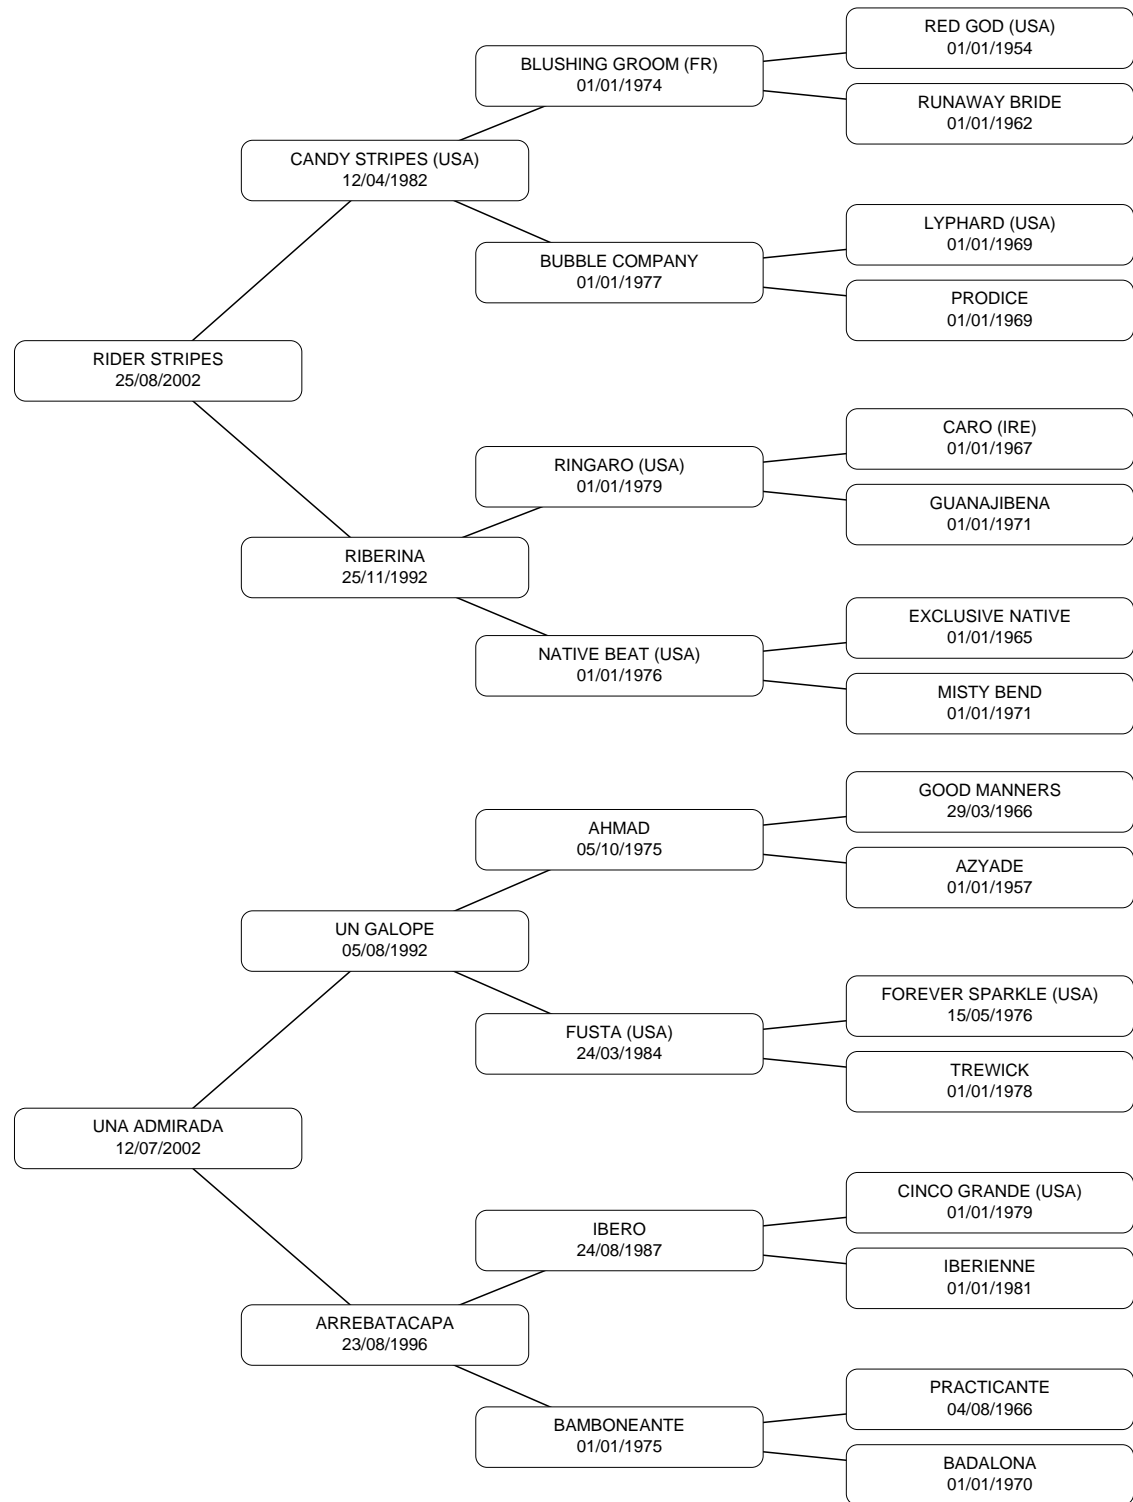 RED GOD (USA)
01/01/1954
BLUSHING GROOM (FR)
01/01/1974
RUNAWAY BRIDE
01/01/1962
CANDY STRIPES (USA)
12/04/1982
LYPHARD (USA)
01/01/1969
BUBBLE COMPANY
01/01/1977
PRODICE
01/01/1969
RIDER STRIPES
25/08/2002
CARO (IRE)
01/01/1967
RINGARO (USA)
01/01/1979
GUANAJIBENA
01/01/1971
RIBERINA
25/11/1992
EXCLUSIVE NATIVE
01/01/1965
NATIVE BEAT (USA)
01/01/1976
MISTY BEND
01/01/1971
GOOD MANNERS
29/03/1966
AHMAD
05/10/1975
AZYADE
01/01/1957
UN GALOPE
05/08/1992
FOREVER SPARKLE (USA)
15/05/1976
FUSTA (USA)
24/03/1984
TREWICK
01/01/1978
UNA ADMIRADA
12/07/2002
CINCO GRANDE (USA)
01/01/1979
IBERO
24/08/1987
IBERIENNE
01/01/1981
ARREBATACAPA
23/08/1996
PRACTICANTE
04/08/1966
BAMBONEANTE
01/01/1975
BADALONA
01/01/1970